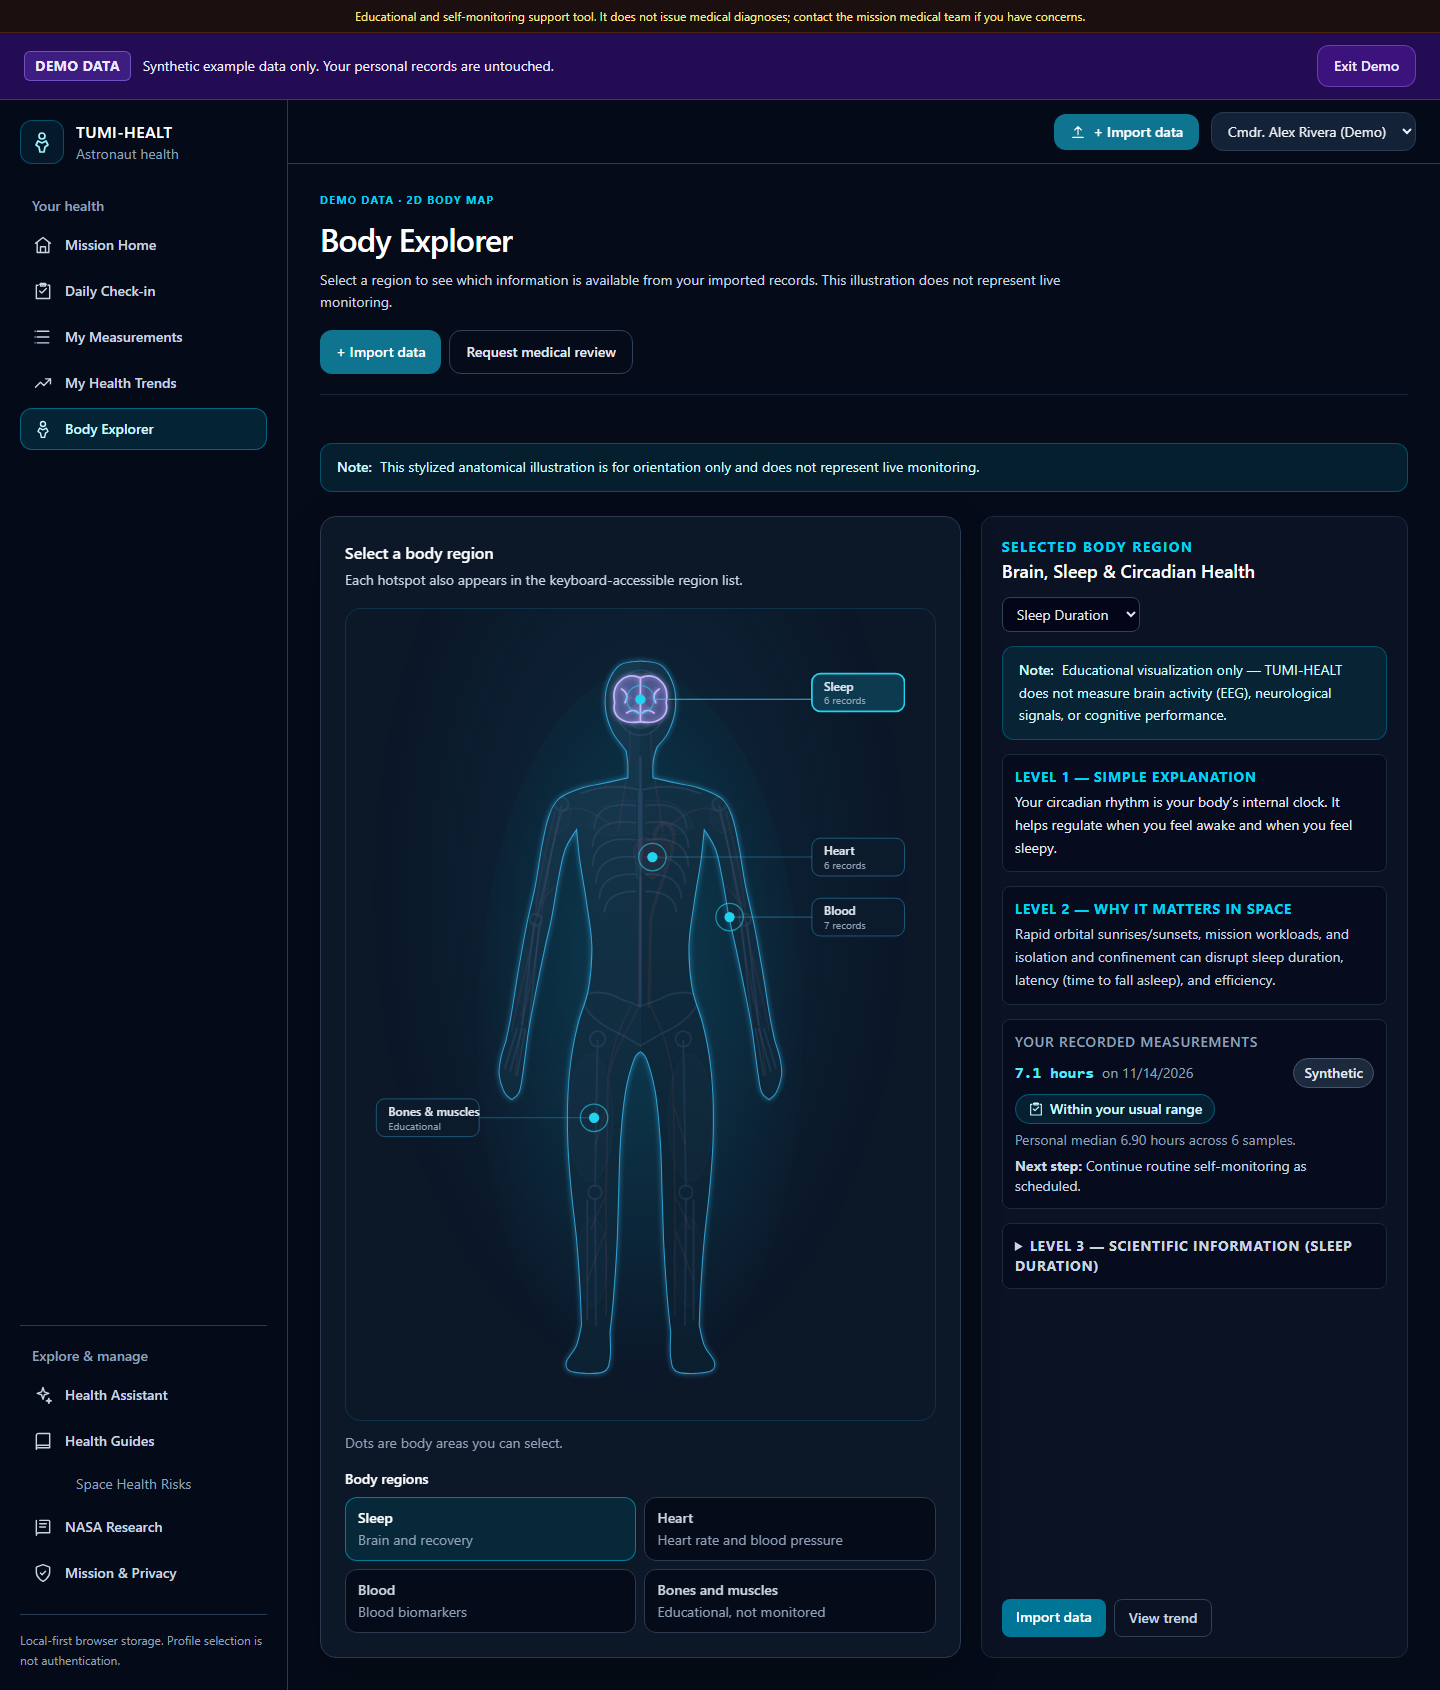 Educational and self-monitoring support tool. It does not issue medical diagnoses; contact the mission medical team if you have concerns.
DEMO DATA
Synthetic example data only. Your personal records are untouched.
Exit Demo
TUMI-HEALT
Astronaut health
+ Import data
Cmdr. Alex Rivera (Demo)
Your health
Mission Home
Daily Check-in
My Measurements
My Health Trends
Body Explorer
DEMO DATA · 2D BODY MAP
Body Explorer
Select a region to see which information is available from your imported records. This illustration does not represent live
monitoring.
+ Import data
Request medical review
Note: This stylized anatomical illustration is for orientation only and does not represent live monitoring.
Select a body region
Each hotspot also appears in the keyboard-accessible region list.
Sleep
6 records
Heart
6 records
Blood
7 records
Bones & muscles
Educational
Dots are body areas you can select.
Body regions
Sleep
Brain and recovery
Heart
Heart rate and blood pressure
Blood
Blood biomarkers
Bones and muscles
Educational, not monitored
SELECTED BODY REGION
Brain, Sleep & Circadian Health
Sleep Duration
Note: Educational visualization only — TUMI-HEALT
does not measure brain activity (EEG), neurological
signals, or cognitive performance.
LEVEL 1 — SIMPLE EXPLANATION
Your circadian rhythm is your body’s internal clock. It
helps regulate when you feel awake and when you feel
sleepy.
LEVEL 2 — WHY IT MATTERS IN SPACE
Rapid orbital sunrises/sunsets, mission workloads, and
isolation and confinement can disrupt sleep duration,
latency (time to fall asleep), and efficiency.
YOUR RECORDED MEASUREMENTS
7.1 hours on 11/14/2026
Synthetic
Within your usual range
Personal median 6.90 hours across 6 samples.
Next step: Continue routine self-monitoring as
scheduled.
LEVEL 3 — SCIENTIFIC INFORMATION (SLEEP
DURATION)
Import data
View trend
Explore & manage
Health Assistant
Health Guides
Space Health Risks
NASA Research
Mission & Privacy
Local-first browser storage. Profile selection is
not authentication.